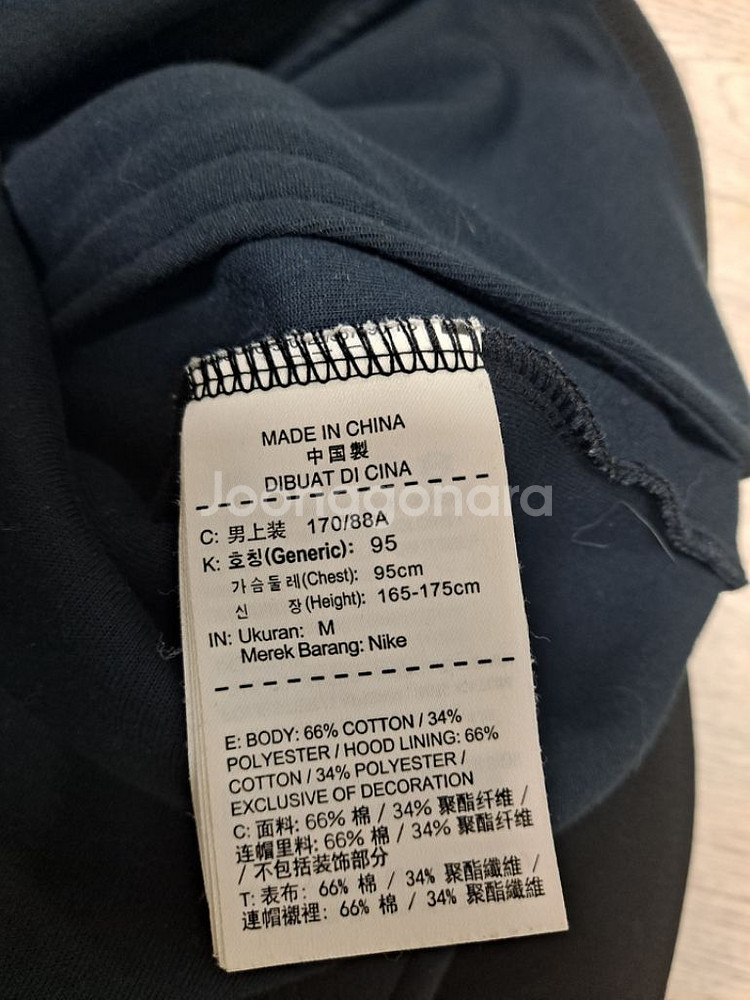 MADE IN CHINA
中国製
DIBUAT DI CINA
Joonggonara
C: 男上装 170/88A
K: 호칭(Generic): 95
가슴둘레(Chest): 95cm
신 장(Height): 165-175cm
IN: Ukuran: M
Merek Barang: Nike
E: BODY: 66% COTTON / 34%
POLYESTER / HOOD LINING: 66%
COTTON / 34% POLYESTER /
EXCLUSIVE OF DECORATION
C: 面料: 66% 棉 / 34% 聚酯纤维 /
连帽里料: 66% 棉 / 34% 聚酯纤维
/ 不包括装饰部分
T: 表布: 66% 棉 / 34% 聚酯纖維 /
連帽襯裡: 66% 棉 / 34% 聚酯纖維